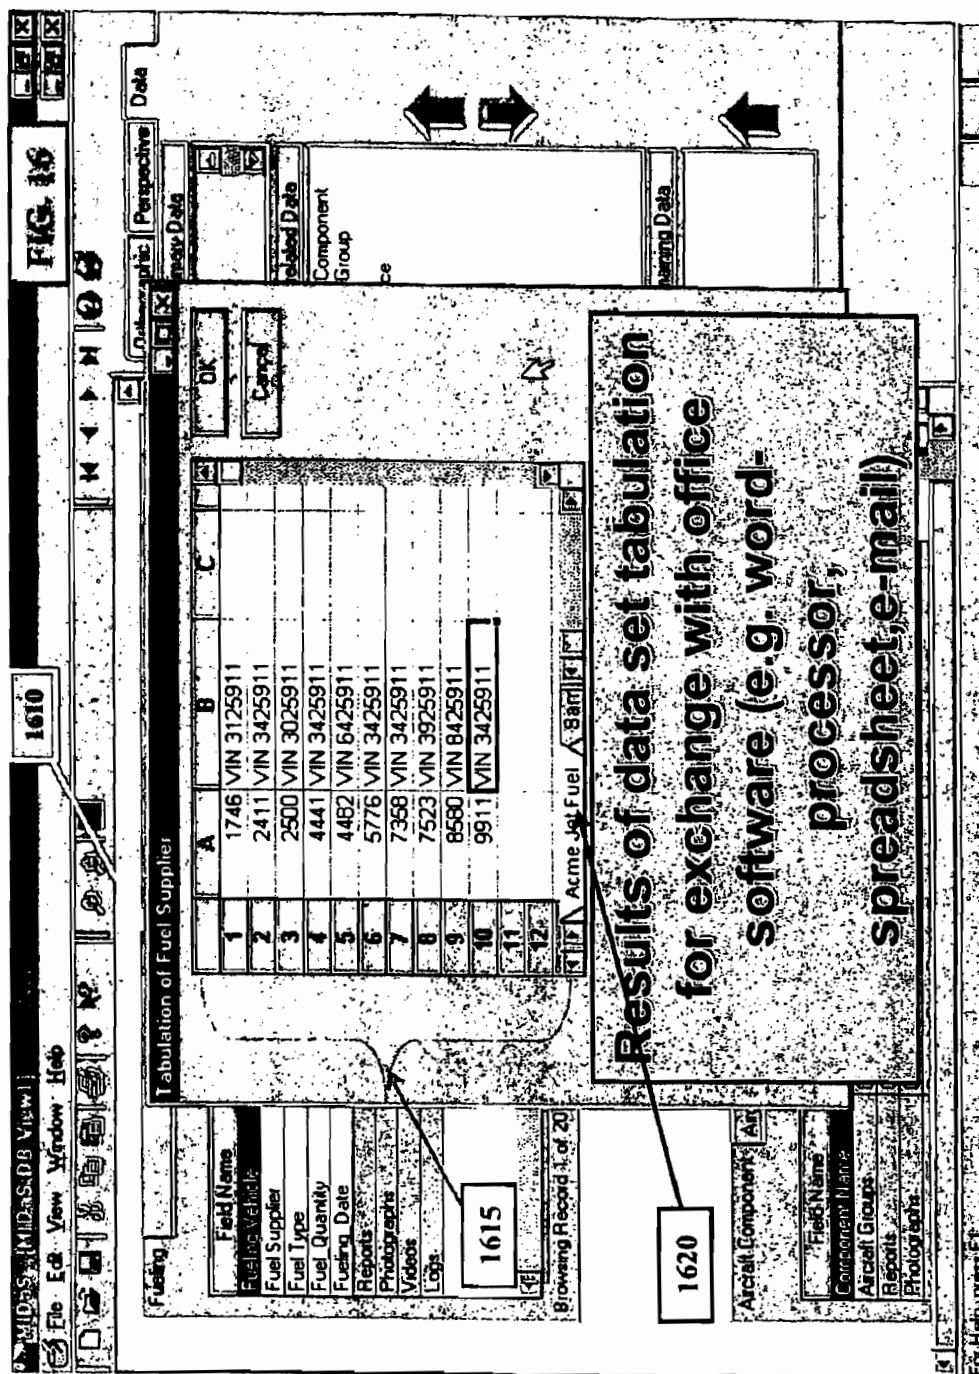 FIG. 16
1610
MIDaS - [MIDaS:DB View:1]
File Edit View Window Help
Fueling
Field Name
Fueling Vehicle
Fuel Supplier
Fuel Type
Fuel Quantity
Fueling Date
Reports
Photographs
Videos
Logs
Browsing Record 1 of 20
1615
Tabulation of Fuel Supplier
A B C
1 1746 VIN 3125911
2 2411 VIN 3425911
3 2500 VIN 3025911
4 4441 VIN 3425911
5 4482 VIN 6425911
6 5776 VIN 3425911
7 7358 VIN 3425911
8 7523 VIN 3925911
9 8580 VIN 8425911
10 9911 VIN 3425911
11
12
Acme Jet Fuel
OK
Cancel
Perspective
Data
Component
Group
1620
Aircraft Component
Field Name
Component Name
Aircraft Groups
Reports
Photographs
Results of data set tabulation
for exchange with office
software (e.g. word-
processor,
spreadsheet,e-mail)